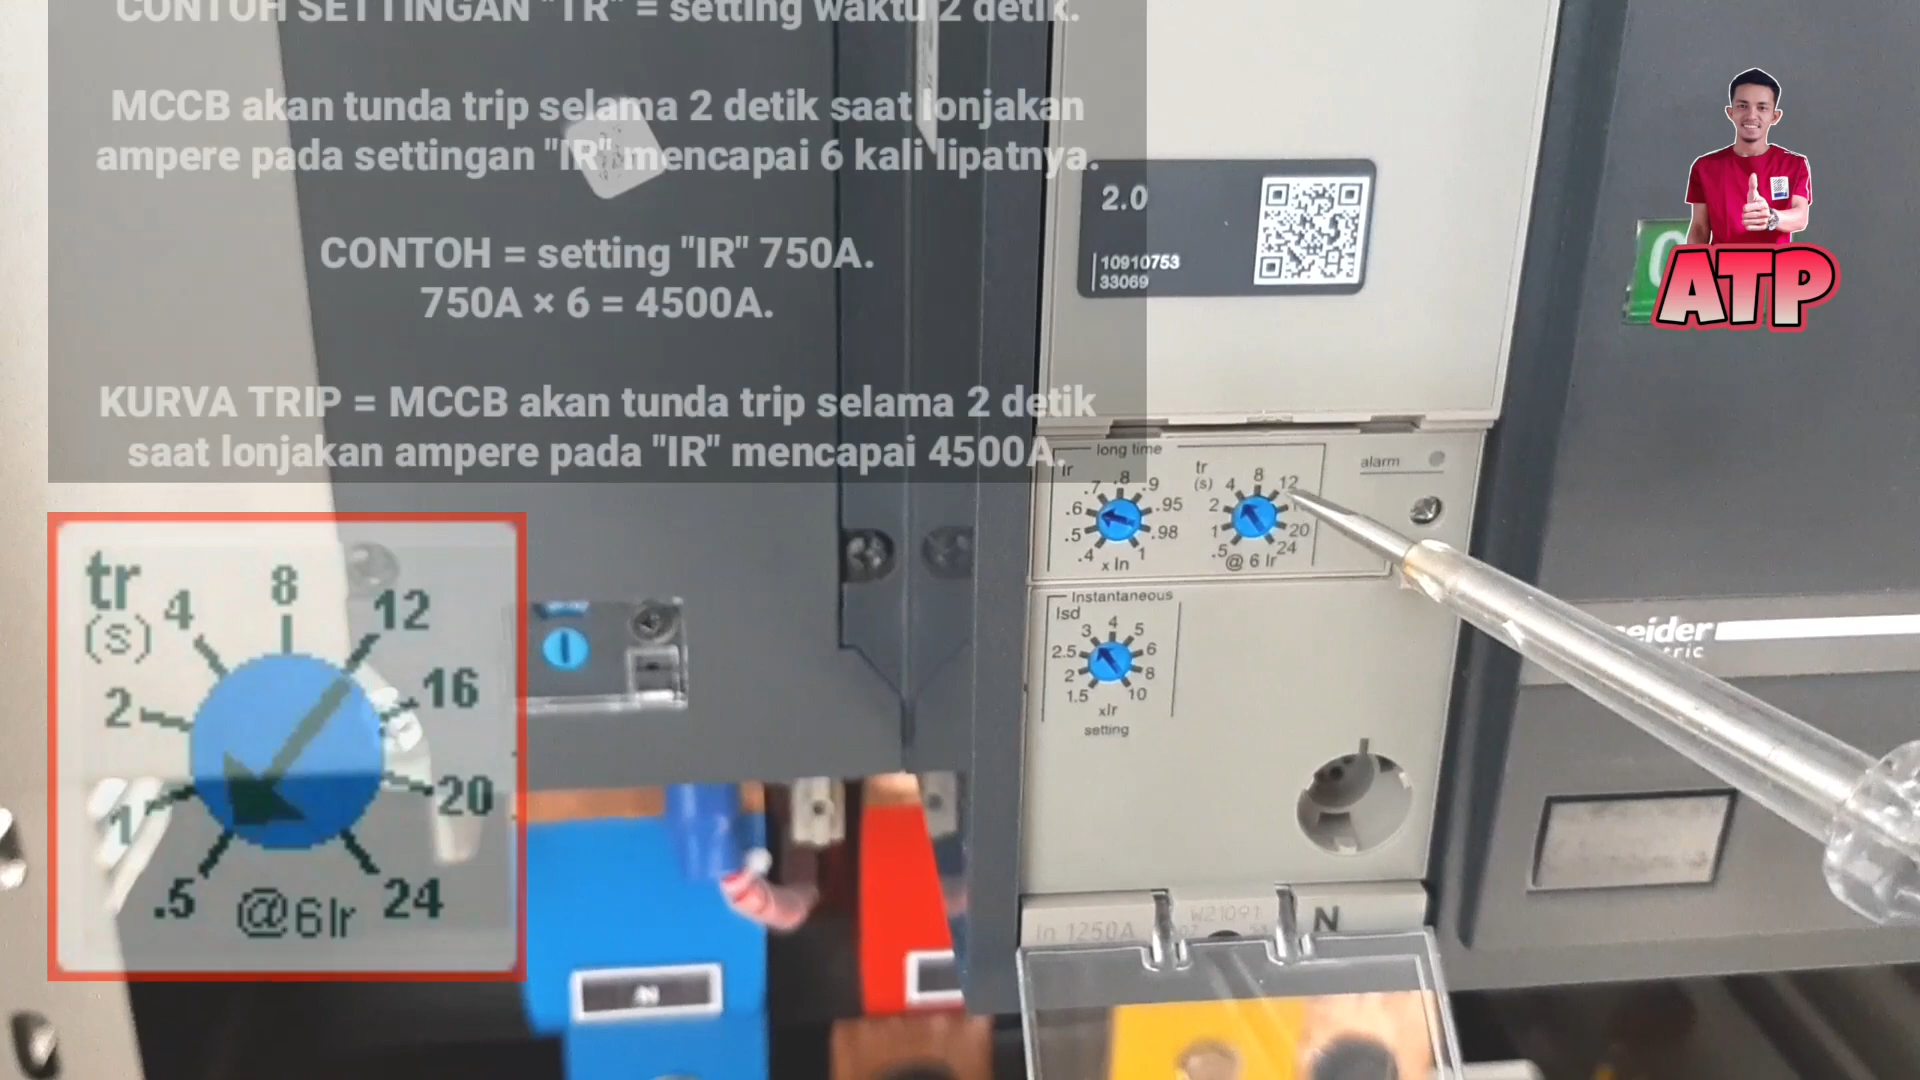 CONTOH SETTINGAN "TR" = setting waktu 2 detik.
MCCB akan tunda trip selama 2 detik saat lonjakan
ampere pada settingan "IR" mencapai 6 kali lipatnya.
CONTOH = setting "IR" 750A.
750A × 6 = 4500A.
KURVA TRIP = MCCB akan tunda trip selama 2 detik
saat lonjakan ampere pada "IR" mencapai 4500A.
2.0
10910753
33069
ATP
long time
Ir
.4 .5 .6 .7 .8 .9 .95 .98 1
x In
tr
(s)
.5 1 2 4 8 12 20 24
@ 6 Ir
alarm
Instantaneous
Isd
1.5 2 2.5 3 4 5 6 8 10
xIr
setting
eider
tric
In 1250A
W21091
N
tr
(s)
.5 1 2 4 8 12 16 20 24
@6Ir
N